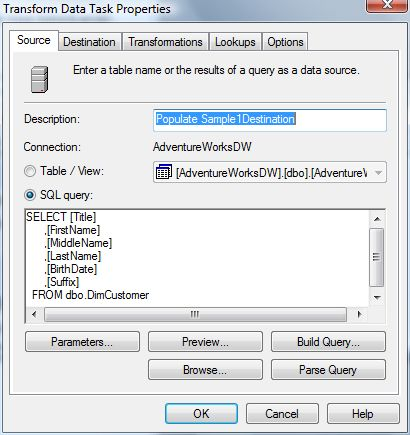 Transform Data Task Properties
Source Destination Transformations Lookups Options
Enter a table name or the results of a query as a data source.
Description: Populate Sample1Destination
Connection: AdventureWorksDW
Table / View: [AdventureWorksDW].[dbo].[AdventureW
SQL query:
SELECT [Title]
,[FirstName]
,[MiddleName]
,[LastName]
,[BirthDate]
,[Suffix]
FROM dbo.DimCustomer
Parameters... Preview... Build Query...
Browse... Parse Query
OK Cancel Help